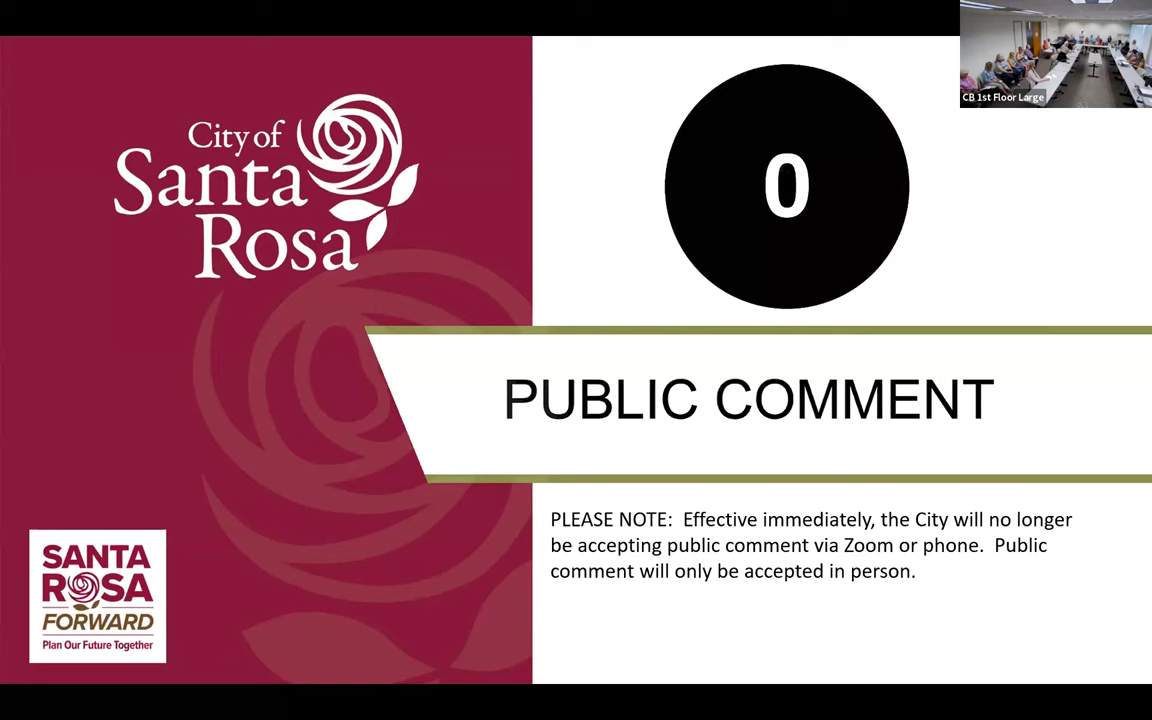 CB 1st Floor Large
City of
Santa
Rosa
0
PUBLIC COMMENT
PLEASE NOTE:  Effective immediately, the City will no longer
be accepting public comment via Zoom or phone.  Public
comment will only be accepted in person.
SANTA
ROSA
FORWARD
Plan Our Future Together